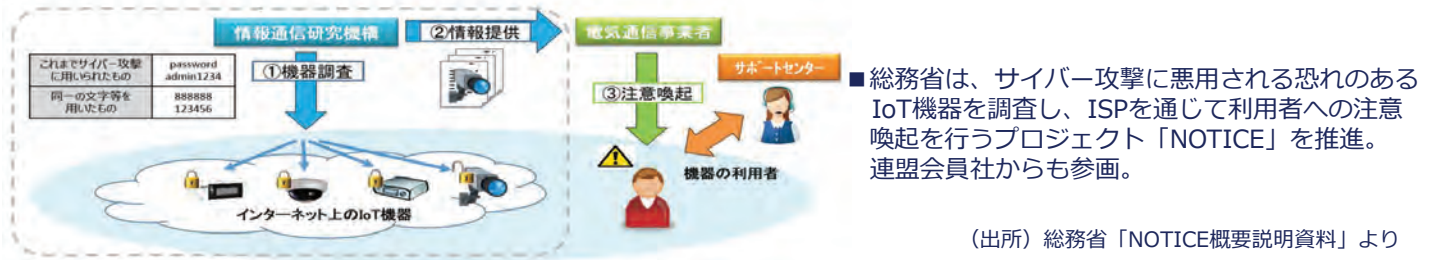 情報通信研究機構
②情報提供
電気通信事業者
これまでサイバー攻撃
に用いられたもの
password
admin1234
同一の文字等を
用いたもの
888888
123456
①機器調査
サポートセンター
③注意喚起
機器の利用者
インターネット上のIoT機器
■総務省は、サイバー攻撃に悪用される恐れのある
IoT機器を調査し、ISPを通じて利用者への注意
喚起を行うプロジェクト「NOTICE」を推進。
連盟会員社からも参画。
（出所）総務省「NOTICE概要説明資料」より